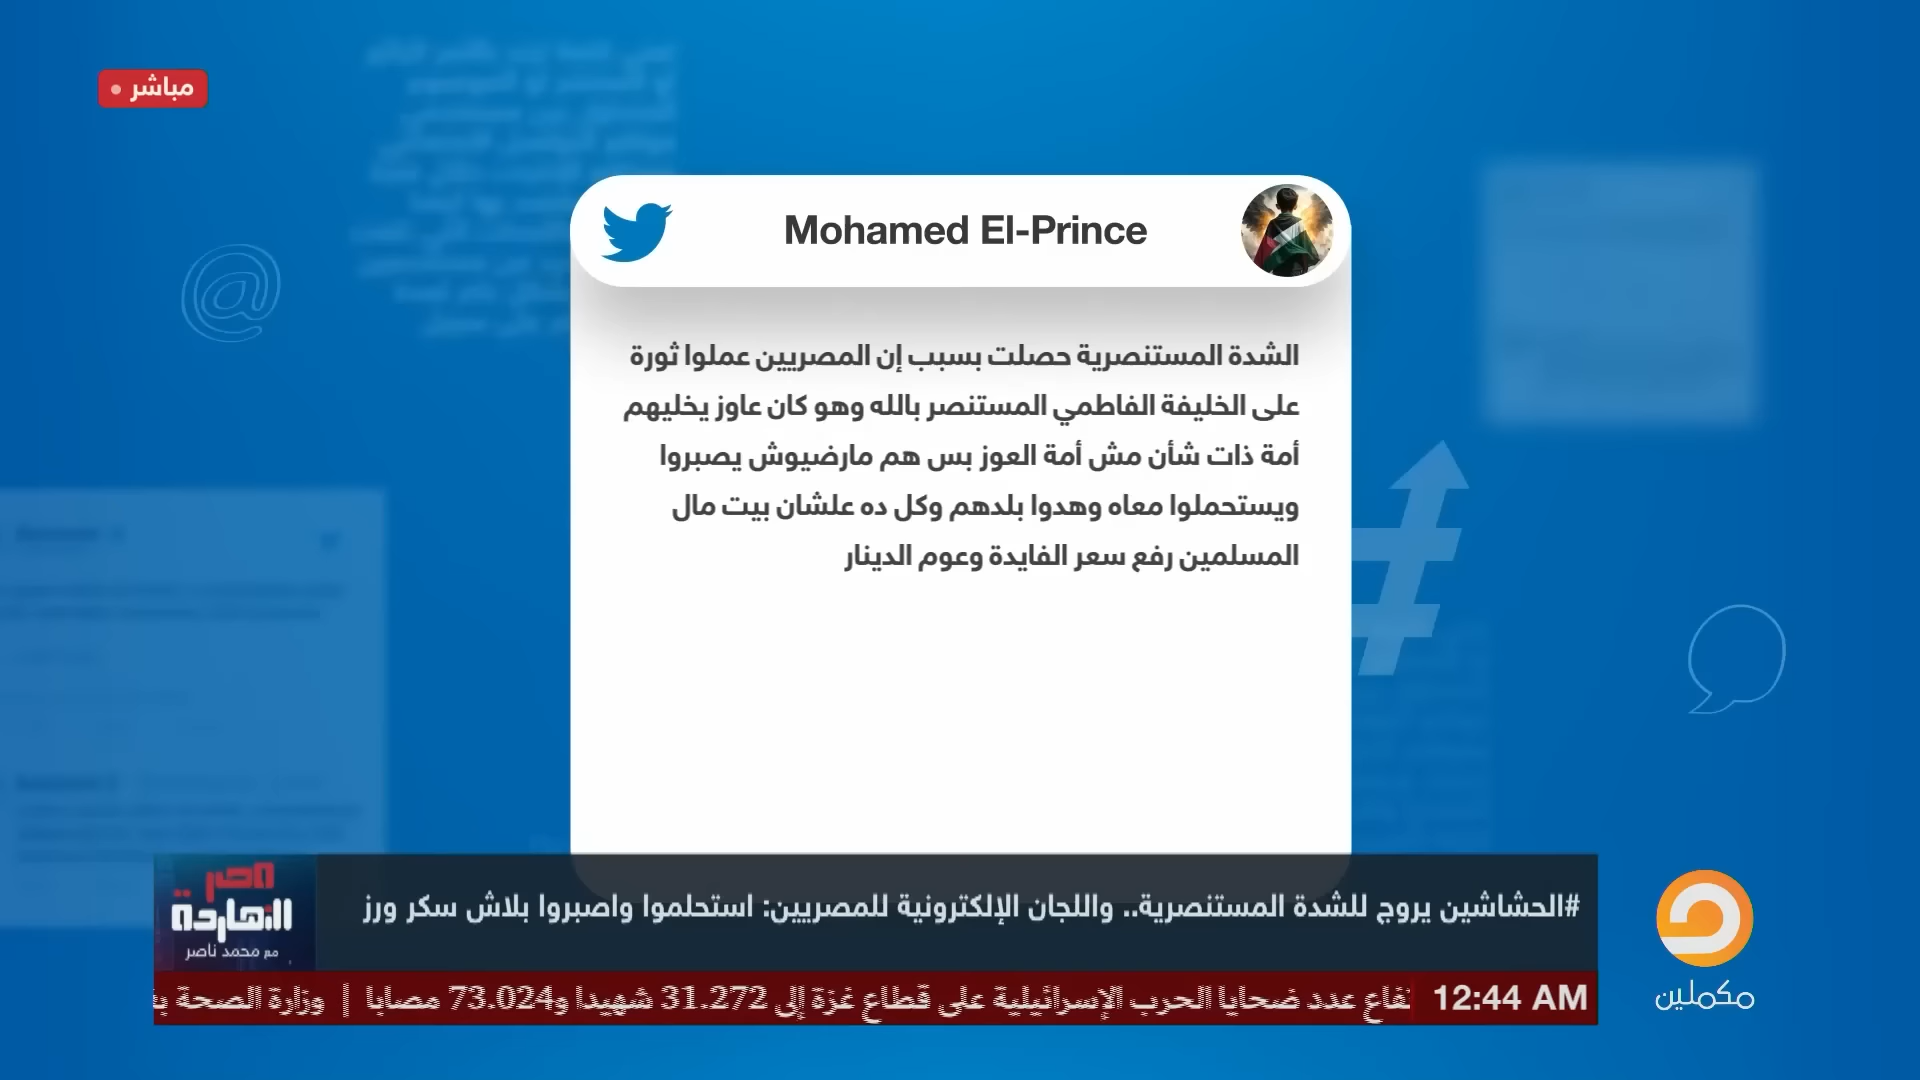 مباشر
Mohamed El-Prince
الشدة المستنصرية حصلت بسبب إن المصريين عملوا ثورة
على الخليفة الفاطمي المستنصر بالله وهو كان عاوز يخليهم
أمة ذات شأن مش أمة العوز بس هم مارضيوش يصبروا
ويستحملوا معاه وهدوا بلدهم وكل ده علشان بيت مال
المسلمين رفع سعر الفايدة وعوم الدينار
#الحشاشين يروج للشدة المستنصرية.. واللجان الإلكترونية للمصريين: استحلموا واصبروا بلاش سكر ورز
مصر
النهاردة
مع محمد ناصر
12:44 AM
عدد ضحايا الحرب الإسرائيلية على قطاع غزة إلى 31.272 شهيدا و73.024 مصابا | وزارة الصحة
مكملين